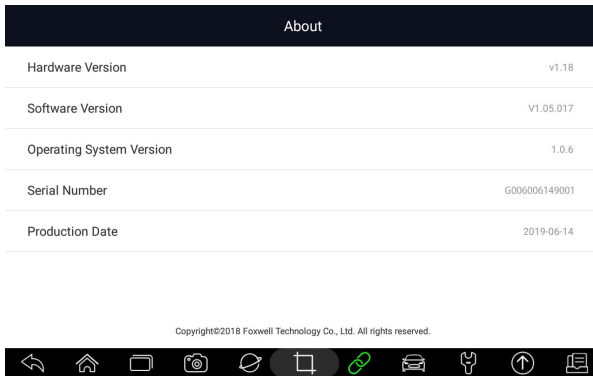 About
Hardware Version v1.18
Software Version V1.05.017
Operating System Version 1.0.6
Serial Number G006006149001
Production Date 2019-06-14
Copyright©2018 Foxwell Technology Co., Ltd. All rights reserved.